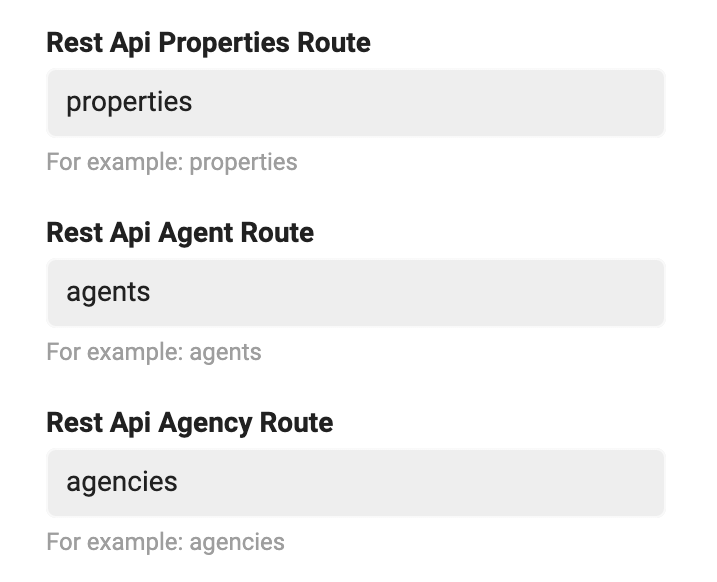 Rest Api Properties Route
properties
For example: properties
Rest Api Agent Route
agents
For example: agents
Rest Api Agency Route
agencies
For example: agencies